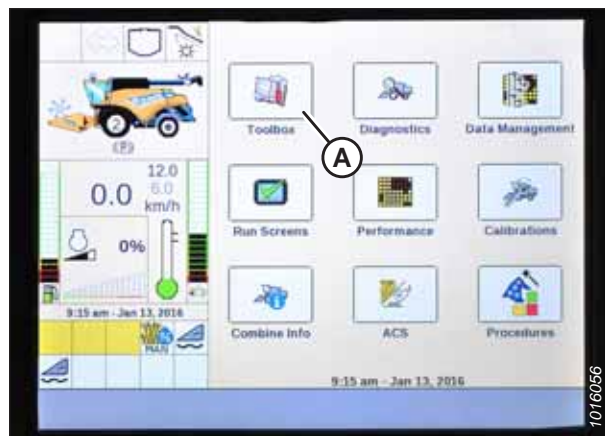 12.0
0.0
6.0
km/h
0%
9:15 am - Jan 13, 2016
MAN
2
(P)
Toolbox
Diagnostics
Data Management
A
Run Screens
Performance
Calibrations
Combine Info
ACS
Procedures
9:15 am - Jan 13, 2016
1016056